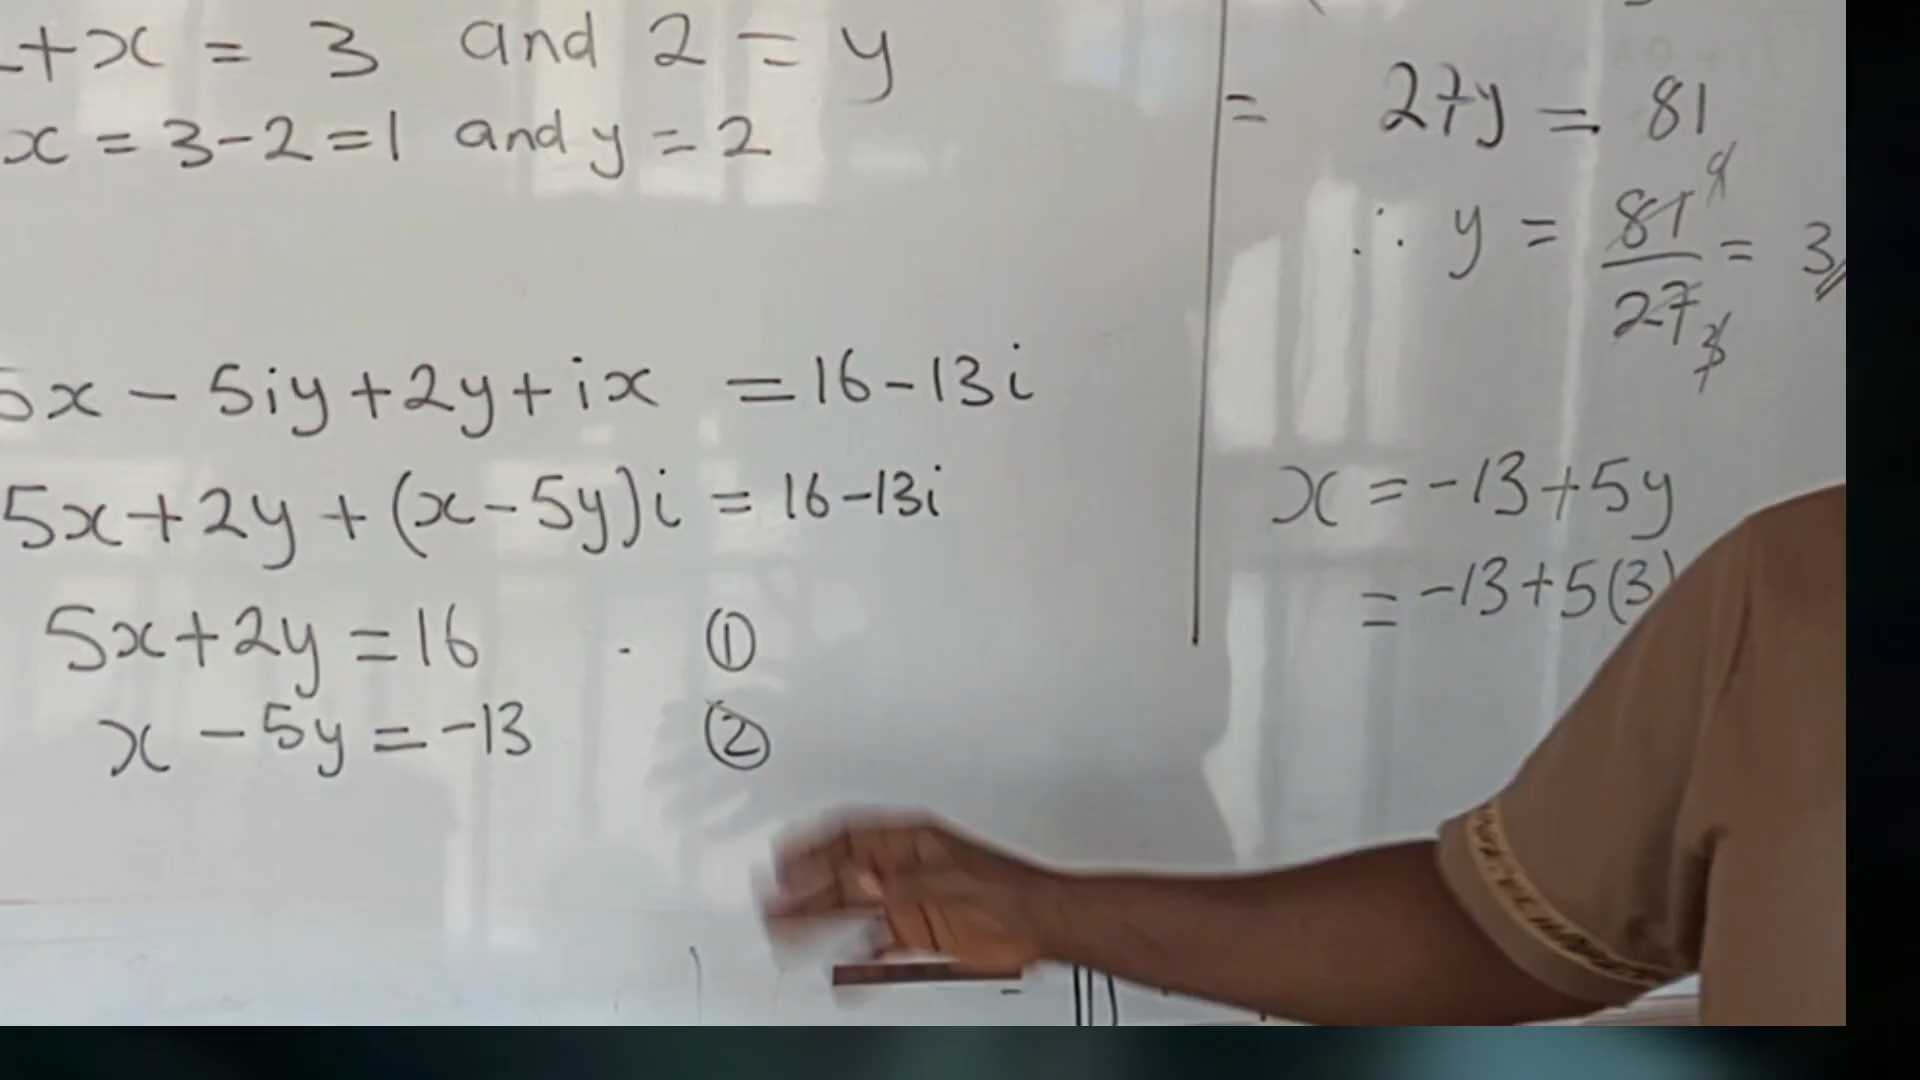 +x = 3 and 2 = y
x = 3-2 = 1 and y = 2
5x - 5iy + 2y + ix = 16 - 13i
5x + 2y + (x - 5y)i = 16 - 13i
5x + 2y = 16 . ①
x - 5y = -13 ②
= 27y = 81
∴ y = 81/27 = 3
x = -13 + 5y
= -13 + 5(3)